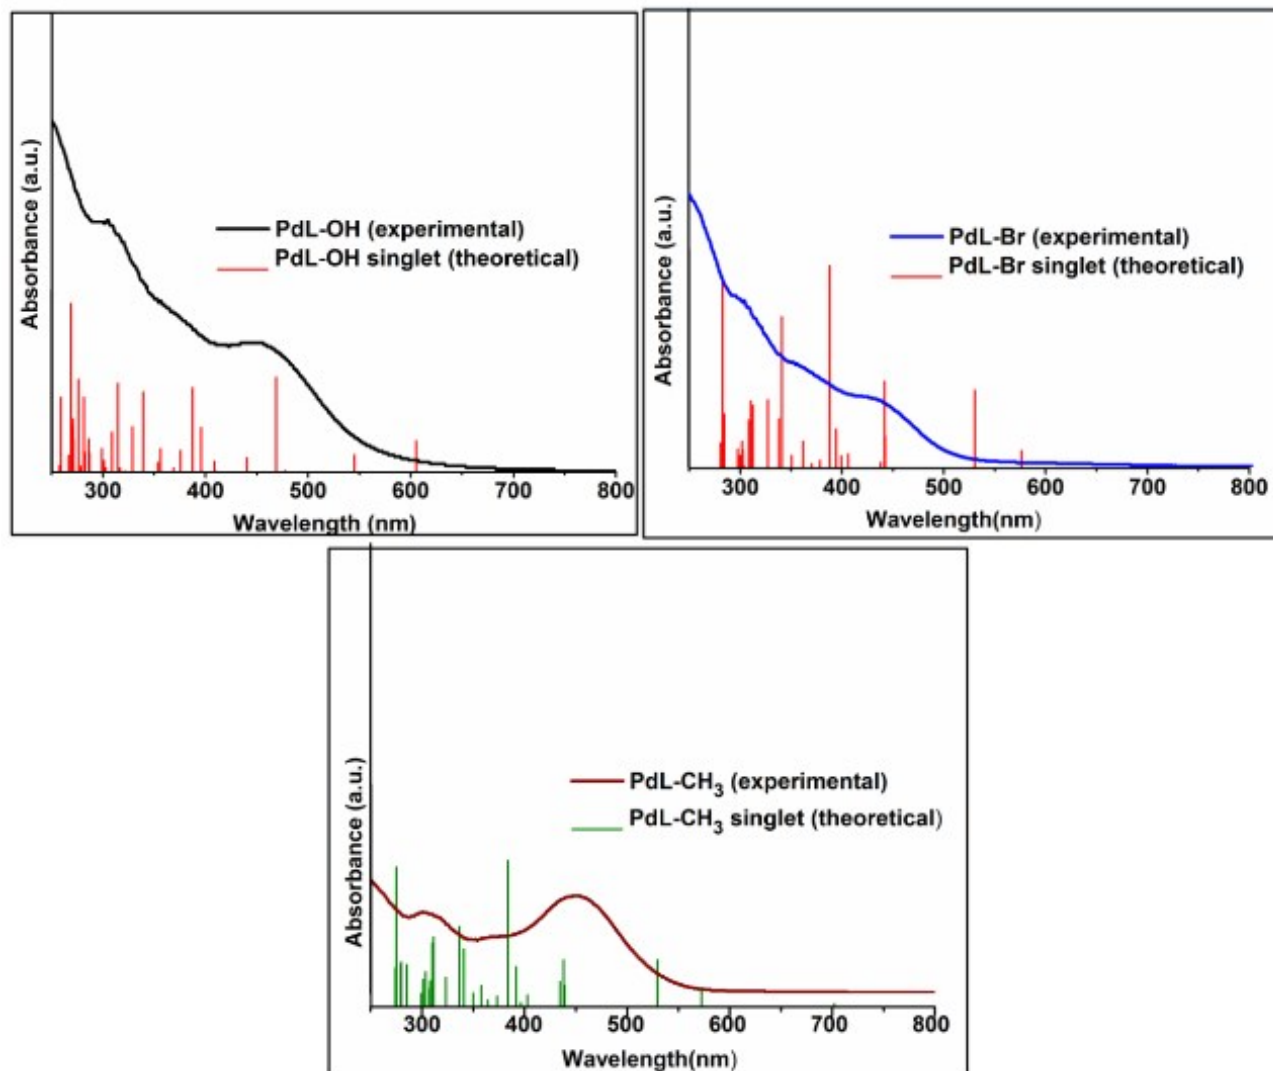 Absorbance (a.u.)
PdL-OH (experimental)
PdL-OH singlet (theoretical)
300 400 500 600 700 800
Wavelength (nm)
Absorbance (a.u.)
PdL-Br (experimental)
PdL-Br singlet (theoretical)
300 400 500 600 700 800
Wavelength(nm)
Absorbance (a.u.)
PdL-CH3 (experimental)
PdL-CH3 singlet (theoretical)
300 400 500 600 700 800
Wavelength(nm)